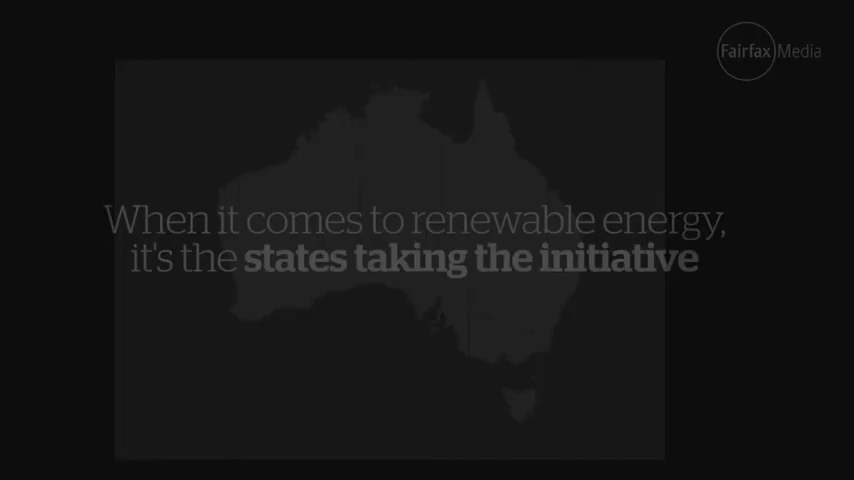 Fairfax Media
When it comes to renewable energy,
it's the states taking the initiative